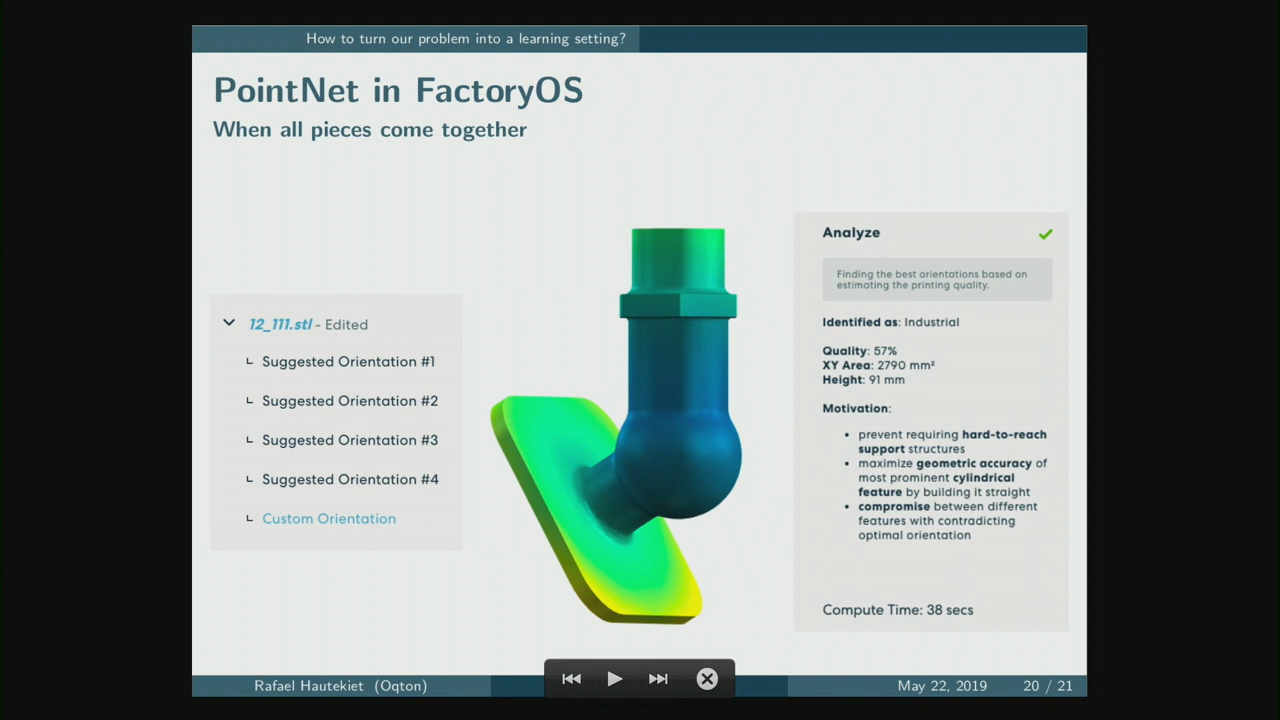 How to turn our problem into a learning setting?
PointNet in FactoryOS
When all pieces come together
12_111.stl - Edited
Suggested Orientation #1
Suggested Orientation #2
Suggested Orientation #3
Suggested Orientation #4
Custom Orientation
Analyze
Finding the best orientations based on
estimating the printing quality.
Identified as: Industrial
Quality: 57%
XY Area: 2790 mm²
Height: 91 mm
Motivation:
• prevent requiring hard-to-reach
support structures
• maximize geometric accuracy of
most prominent cylindrical
feature by building it straight
• compromise between different
features with contradicting
optimal orientation
Compute Time: 38 secs
Rafael Hautekiet (Oqton)
May 22, 2019
20 / 21